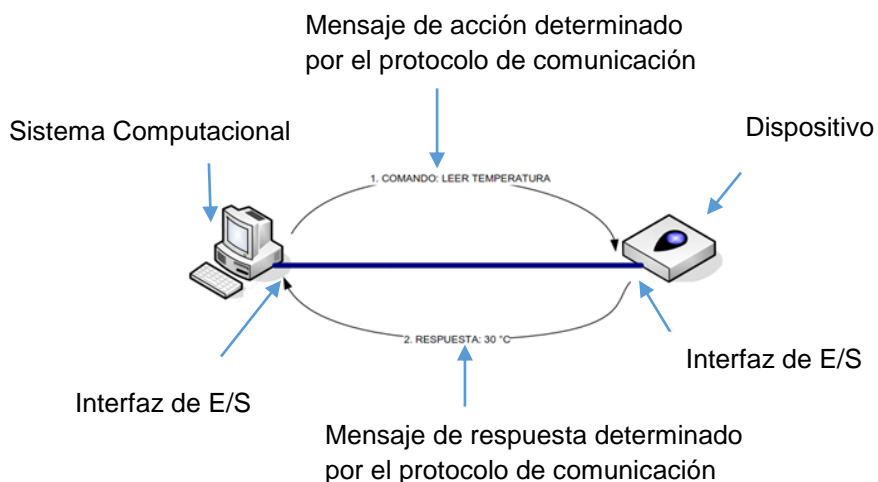 Mensaje de acción determinado
por el protocolo de comunicación
Sistema Computacional
Dispositivo
1. COMANDO: LEER TEMPERATURA
2. RESPUESTA: 30 °C
Interfaz de E/S
Interfaz de E/S
Mensaje de respuesta determinado
por el protocolo de comunicación